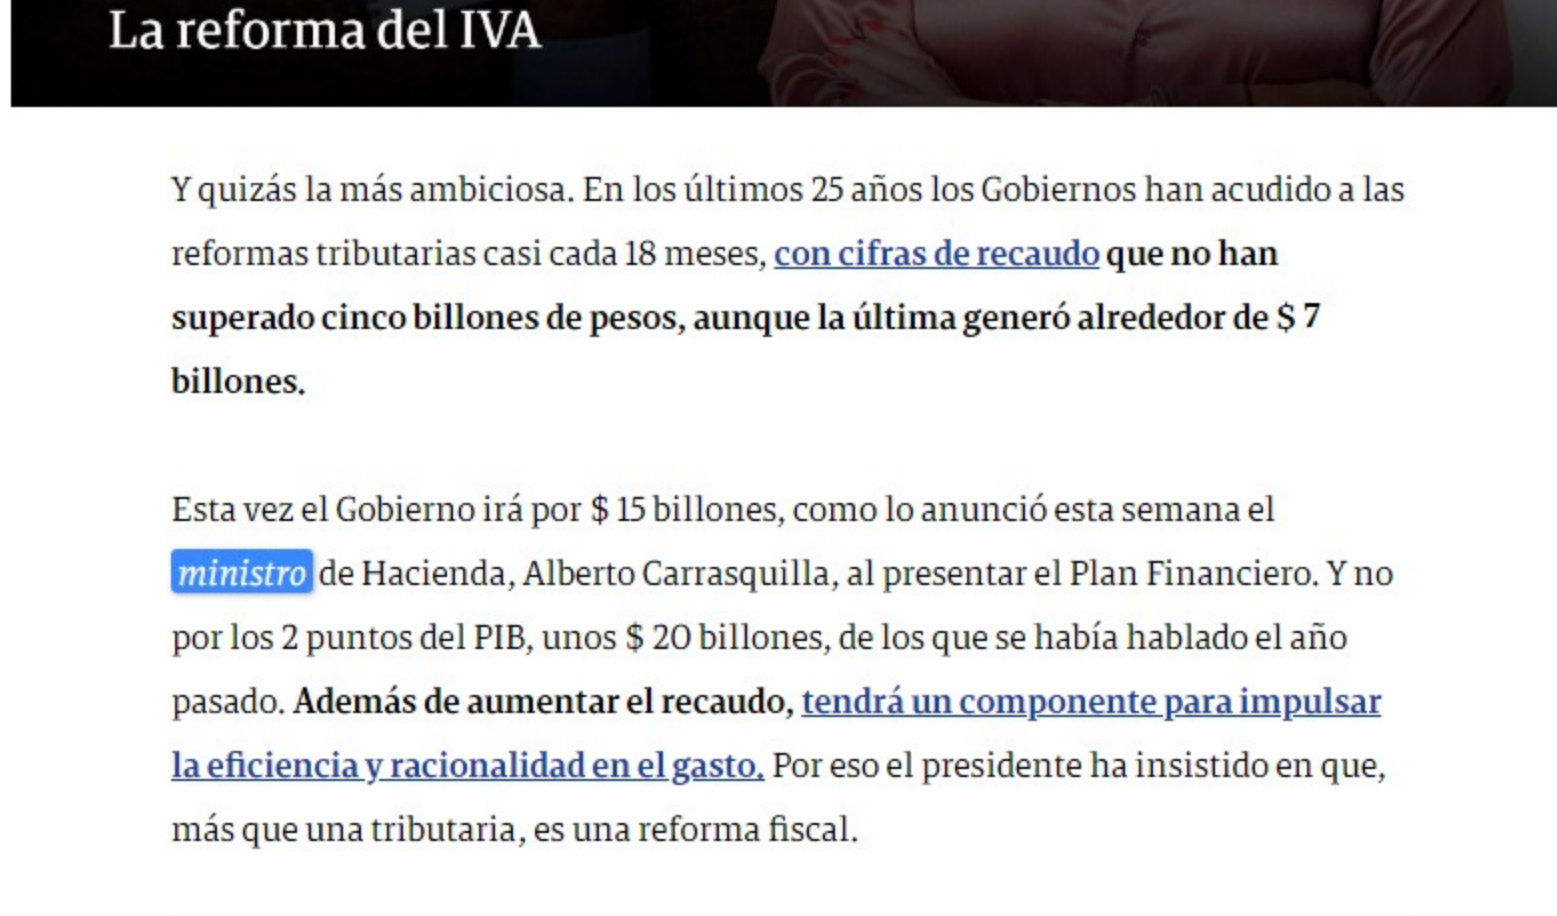 La reforma del IVA
Y quizás la más ambiciosa. En los últimos 25 años los Gobiernos han acudido a las
reformas tributarias casi cada 18 meses, con cifras de recaudo que no han
superado cinco billones de pesos, aunque la última generó alrededor de $ 7
billones.
Esta vez el Gobierno irá por $ 15 billones, como lo anunció esta semana el
ministro de Hacienda, Alberto Carrasquilla, al presentar el Plan Financiero. Y no
por los 2 puntos del PIB, unos $ 20 billones, de los que se había hablado el año
pasado. Además de aumentar el recaudo, tendrá un componente para impulsar
la eficiencia y racionalidad en el gasto. Por eso el presidente ha insistido en que,
más que una tributaria, es una reforma fiscal.